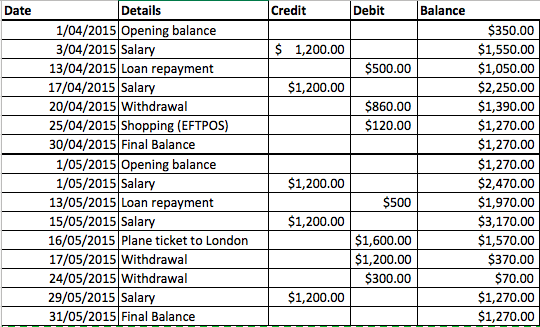 Date Details Credit Debit Balance
1/04/2015 Opening balance $350.00
3/04/2015 Salary $ 1,200.00 $1,550.00
13/04/2015 Loan repayment $500.00 $1,050.00
17/04/2015 Salary $1,200.00 $2,250.00
20/04/2015 Withdrawal $860.00 $1,390.00
25/04/2015 Shopping (EFTPOS) $120.00 $1,270.00
30/04/2015 Final Balance $1,270.00
1/05/2015 Opening balance $1,270.00
1/05/2015 Salary $1,200.00 $2,470.00
13/05/2015 Loan repayment $500 $1,970.00
15/05/2015 Salary $1,200.00 $3,170.00
16/05/2015 Plane ticket to London $1,600.00 $1,570.00
17/05/2015 Withdrawal $1,200.00 $370.00
24/05/2015 Withdrawal $300.00 $70.00
29/05/2015 Salary $1,200.00 $1,270.00
31/05/2015 Final Balance $1,270.00